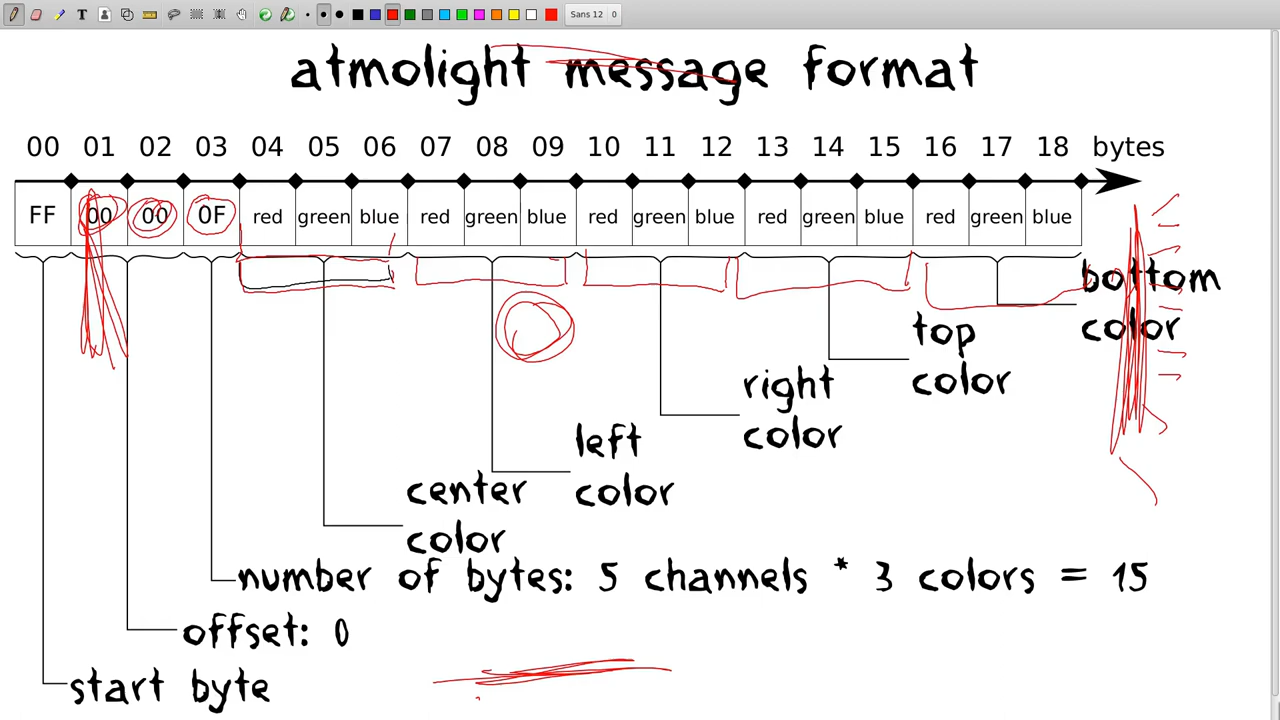 Sans 12 0
atmolight message format
00 01 02 03 04 05 06 07 08 09 10 11 12 13 14 15 16 17 18 bytes
FF 00 00 0F red green blue red green blue red green blue red green blue red green blue
bottom
color
top
color
right
color
left
color
center
color
number of bytes: 5 channels * 3 colors = 15
offset: 0
start byte